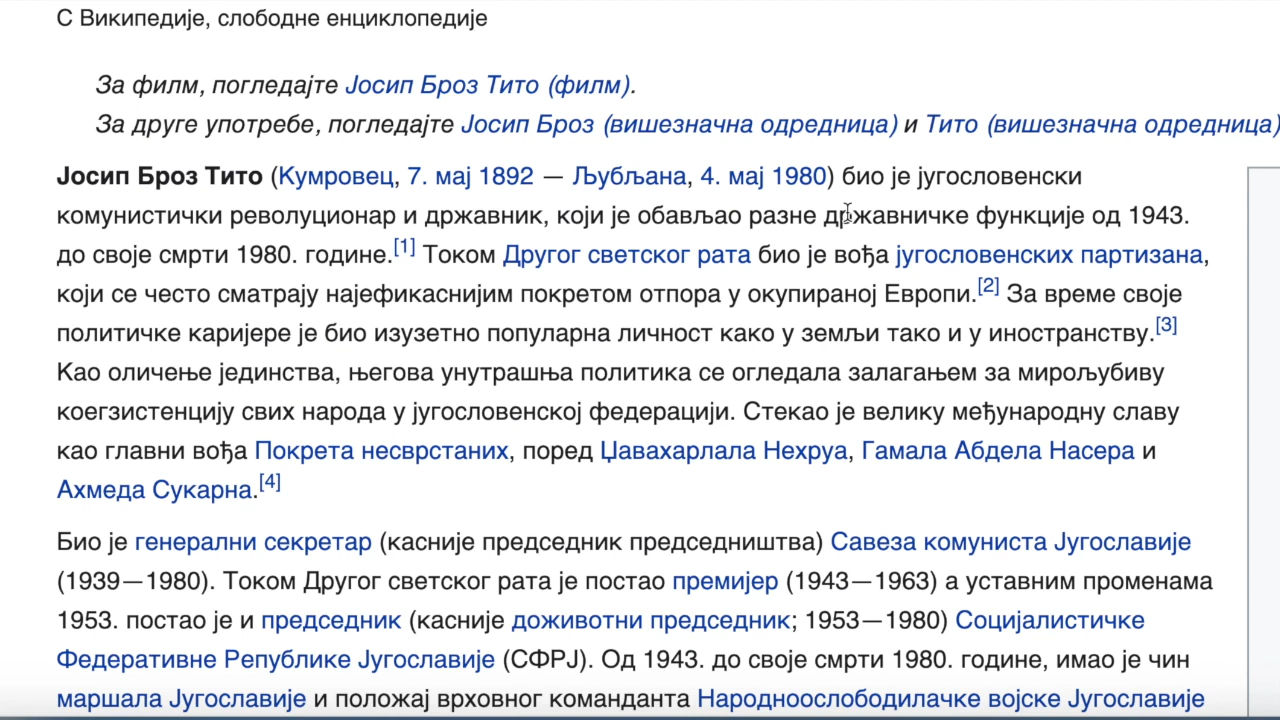 С Википедије, слободне енциклопедије
За филм, погледајте Јосип Броз Тито (филм).
За друге употребе, погледајте Јосип Броз (вишезначна одредница) и Тито (вишезначна одредница)
Јосип Броз Тито (Кумровец, 7. мај 1892 — Љубљана, 4. мај 1980) био је југословенски
комунистички револуционар и државник, који је обављао разне државничке функције од 1943.
до своје смрти 1980. године.[1] Током Другог светског рата био је вођа југословенских партизана,
који се често сматрају најефикаснијим покретом отпора у окупираној Европи.[2] За време своје
политичке каријере је био изузетно популарна личност како у земљи тако и у иностранству.[3]
Као оличење јединства, његова унутрашња политика се огледала залагањем за мирољубиву
коегзистенцију свих народа у југословенској федерацији. Стекао је велику међународну славу
као главни вођа Покрета несврстаних, поред Џавахарлала Нехруа, Гамала Абдела Насера и
Ахмеда Сукарна.[4]
Био је генерални секретар (касније председник председништва) Савеза комуниста Југославије
(1939—1980). Током Другог светског рата је постао премијер (1943—1963) а уставним променама
1953. постао је и председник (касније доживотни председник; 1953—1980) Социјалистичке
Федеративне Републике Југославије (СФРЈ). Од 1943. до своје смрти 1980. године, имао је чин
маршала Југославије и положај врховног команданта Народноослободилачке војске Југославије